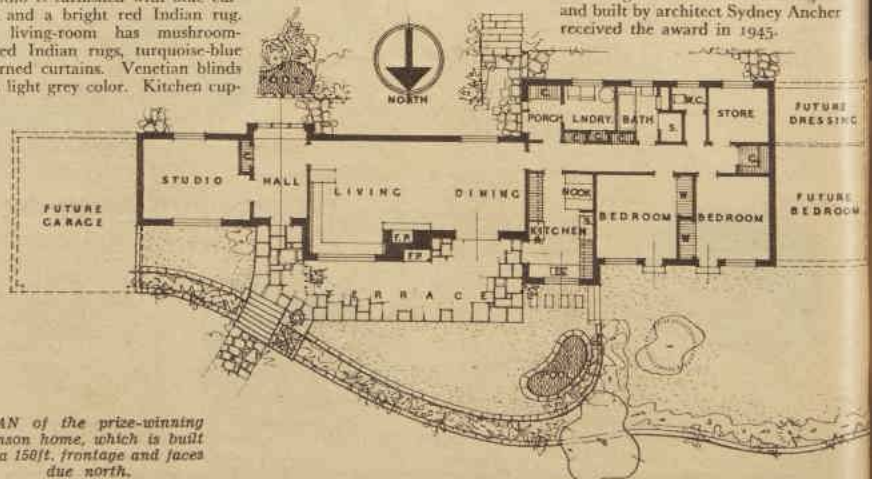 and a bright red Indian rug.
living-room has mushroom-
ed Indian rugs, turquoise-blue
rned curtains. Venetian blinds
light grey color. Kitchen cup-
and built by architect Sydney Ancher
received the award in 1945.
NORTH
POOL
PORCH
C.
LNDRY.
BATH
W.C.
S.
STORE
FUTURE
DRESSING
C.
STUDIO
HALL
LIVING
DINING
NOOK
KITCHEN
BEDROOM
W
W
BEDROOM
FUTURE
BEDROOM
FUTURE
GARAGE
F.P.
F.P.
TERRACE
POOL
AN of the prize-winning
nson home, which is built
a 150ft. frontage and faces
due north.